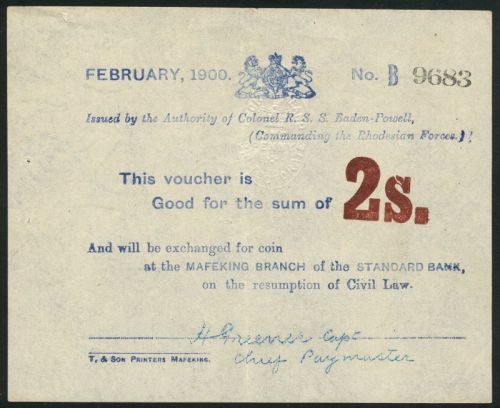 FEBRUARY, 1900. No. B 9683
Issued by the Authority of Colonel R. S. S. Baden-Powell,
(Commanding the Rhodesian Forces.)
This voucher is
Good for the sum of 2s.
And will be exchanged for coin
at the MAFEKING BRANCH of the STANDARD BANK,
on the resumption of Civil Law.
H Greener Capt
Chief Paymaster
T. & SON PRINTERS MAFEKING.